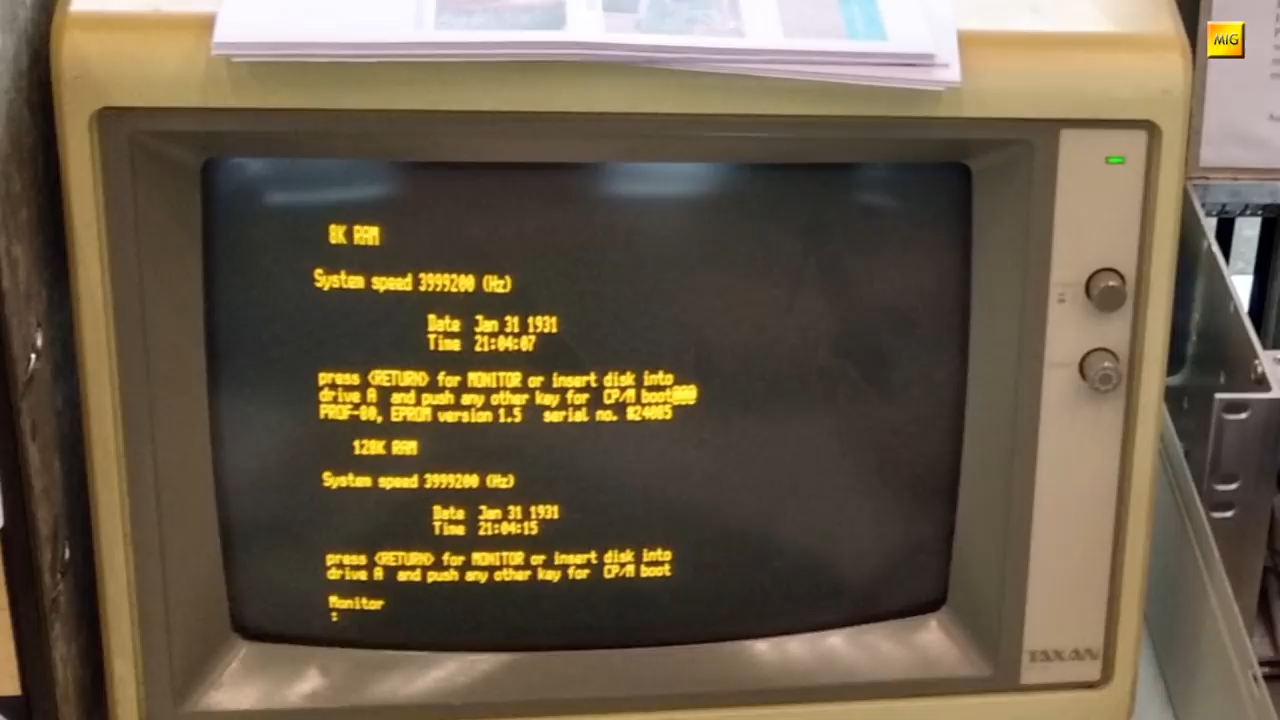 8K RAM
System speed 3999200 (Hz)
Date Jan 31 1931
Time 21:04:07
press <RETURN> for MONITOR or insert disk into
drive A and push any other key for CP/M boot@@@
PROF-80, EPROM version 1.5 serial no. 824085
128K RAM
System speed 3999200 (Hz)
Date Jan 31 1931
Time 21:04:15
press <RETURN> for MONITOR or insert disk into
drive A and push any other key for CP/M boot
Monitor
:
TAXAN
MIG